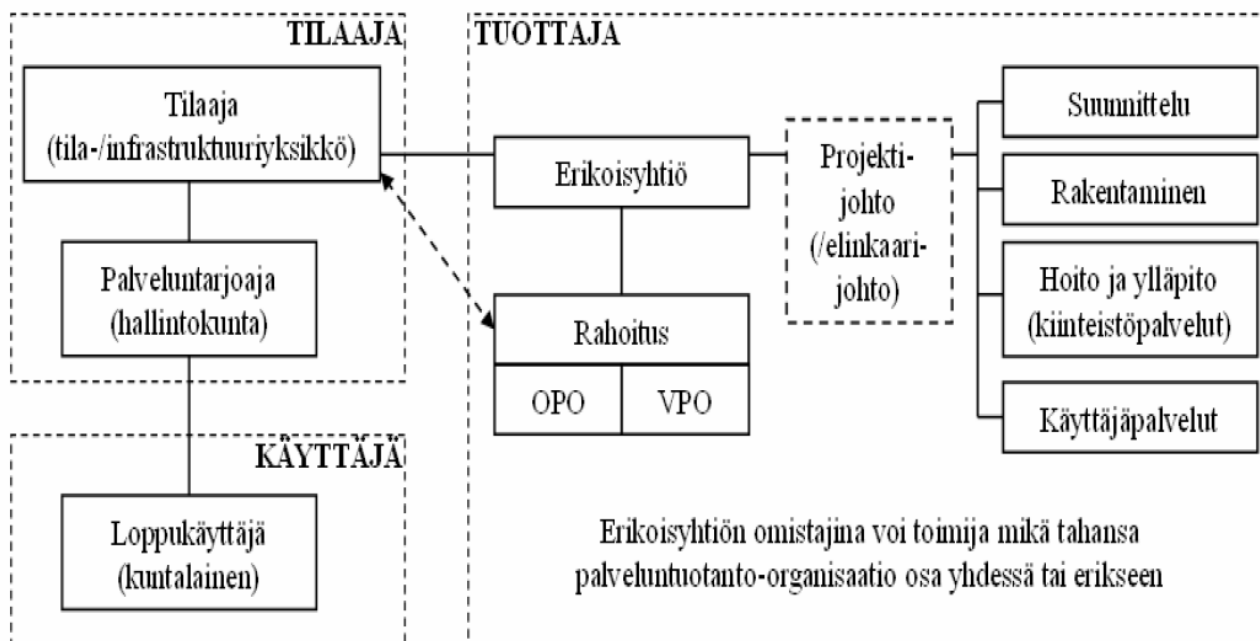 TILAAJA
Tilaaja
(tila-/infrastruktuuriyksikkö)
Palveluntarjoaja
(hallintokunta)
KÄYTTÄJÄ
Loppukäyttäjä
(kuntalainen)
TUOTTAJA
Erikoisyhtiö
Rahoitus
OPO
VPO
Projekti-
johto
(/elinkaari-
johto)
Suunnittelu
Rakentaminen
Hoito ja ylläpito
(kiinteistöpalvelut)
Käyttäjäpalvelut
Erikoisyhtiön omistajina voi toimija mikä tahansa
palveluntuotanto-organisaatio osa yhdessä tai erikseen